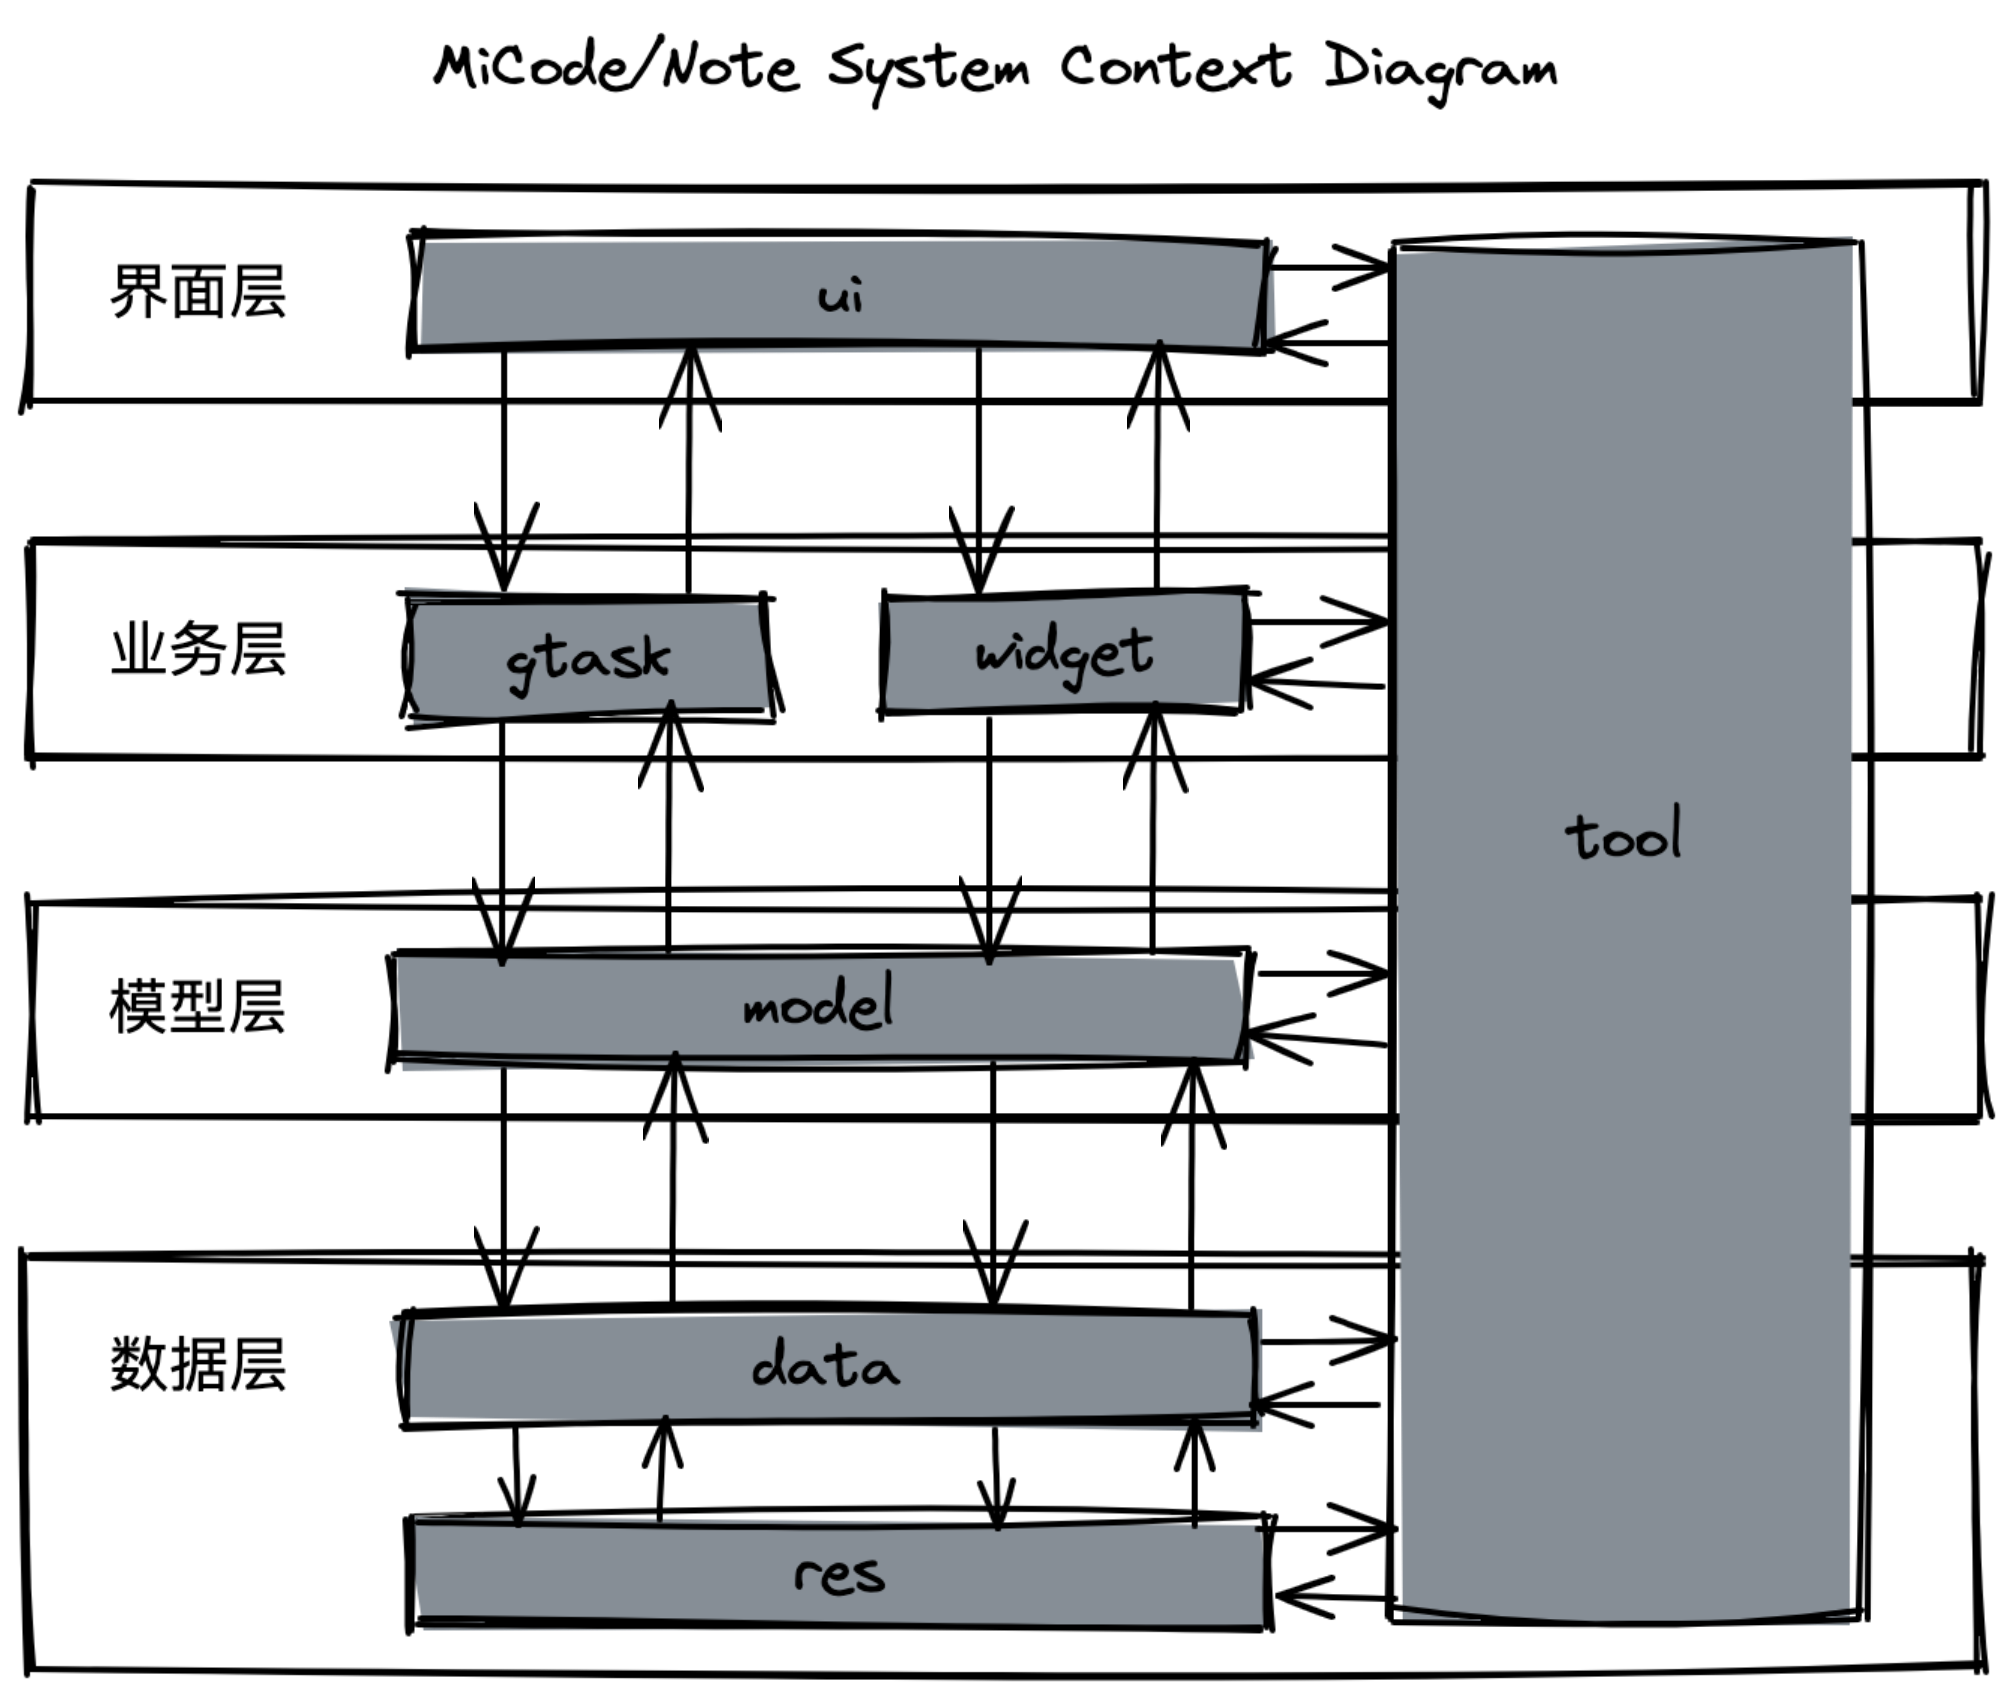 MiCode/Note System Context Diagram
界面层
ui
业务层
gtask
widget
tool
模型层
model
数据层
data
res